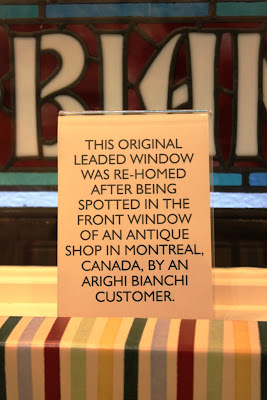 BIAN
THIS ORIGINAL
LEADED WINDOW
WAS RE-HOMED
AFTER BEING
SPOTTED IN THE
FRONT WINDOW
OF AN ANTIQUE
SHOP IN MONTREAL,
CANADA, BY AN
ARIGHI BIANCHI
CUSTOMER.